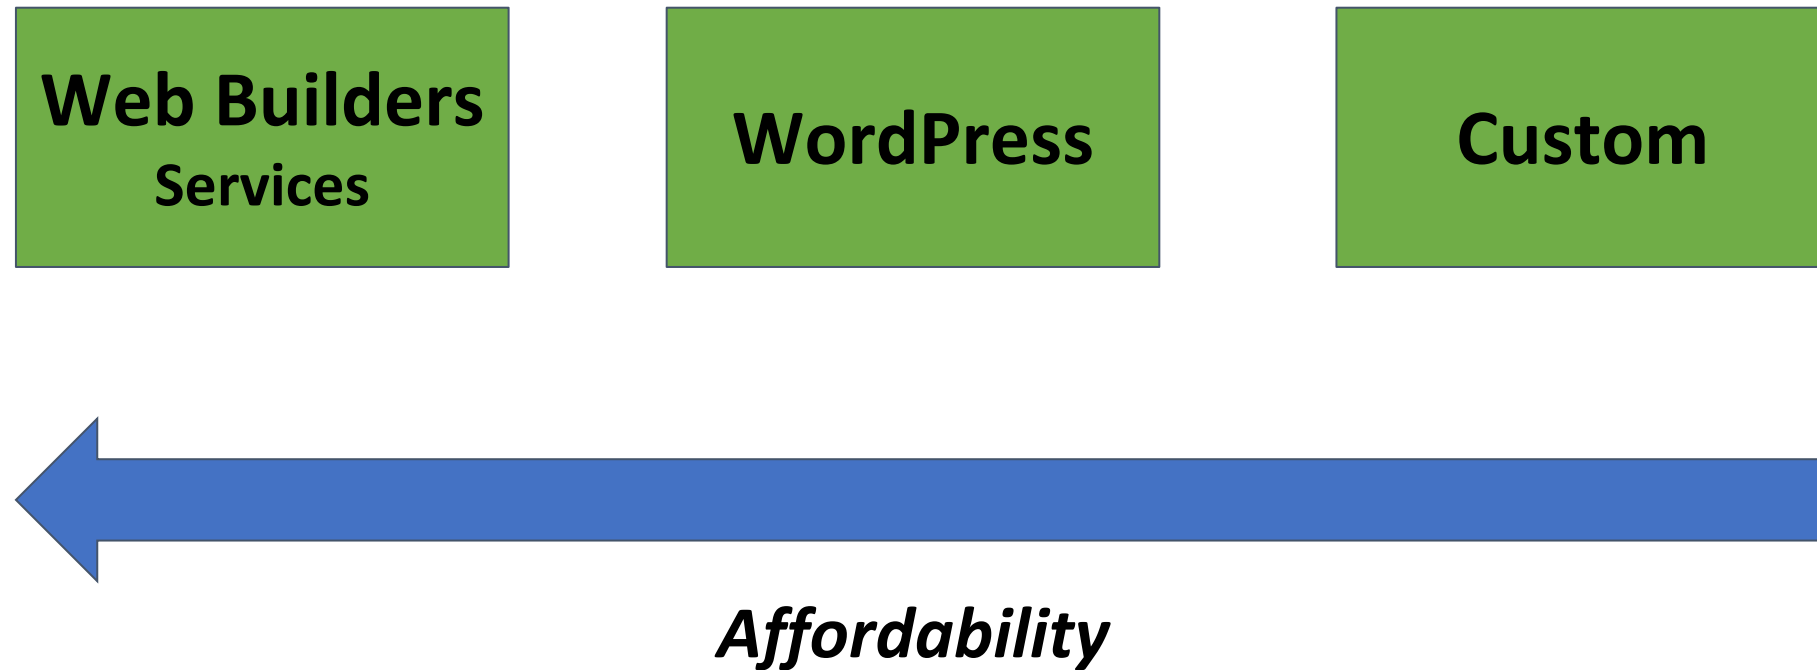 Web Builders
Services
WordPress
Custom
Affordability